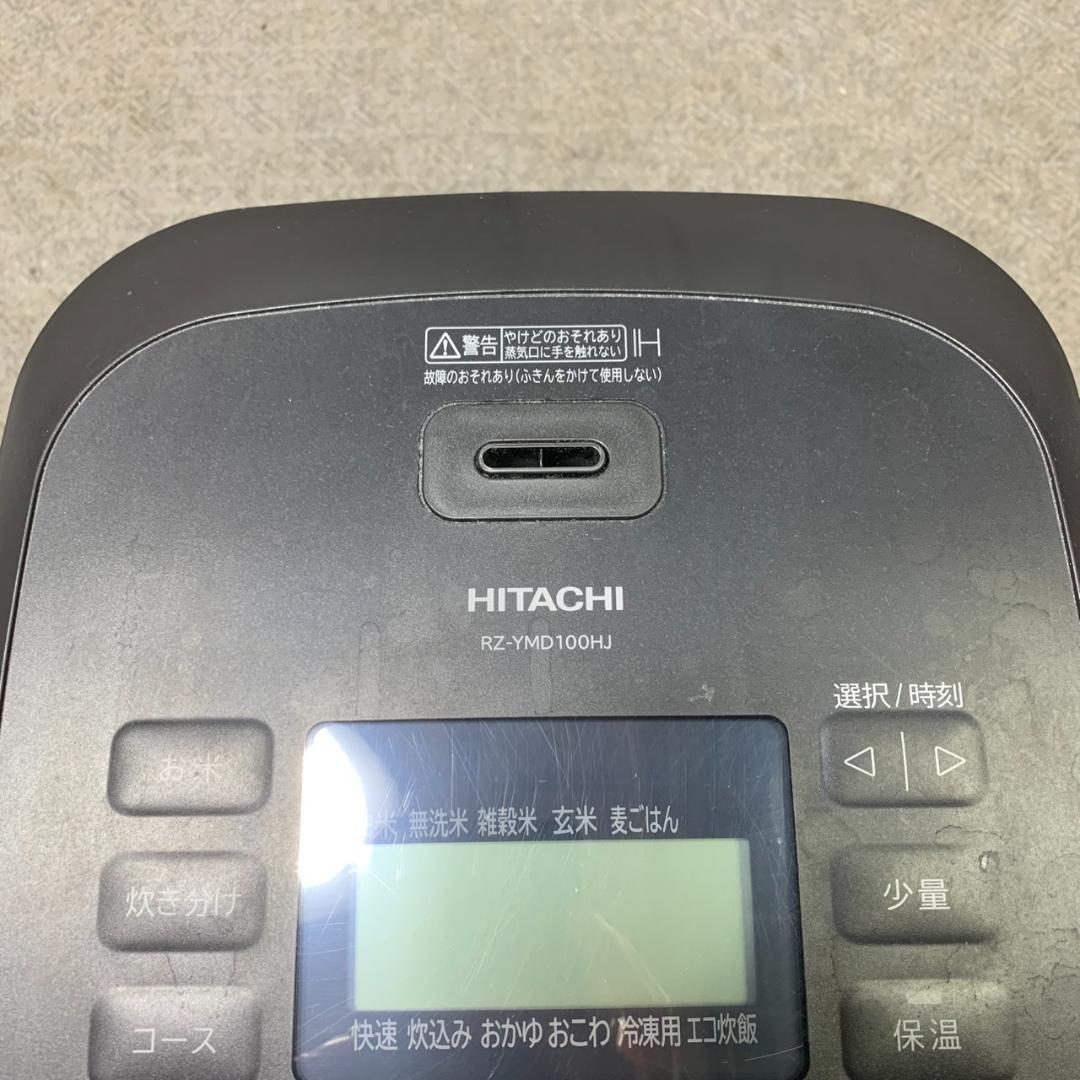 警告 やけどのおそれあり
蒸気口に手を触れない
IH
故障のおそれあり(ふきんをかけて使用しない)
HITACHI
RZ-YMD100HJ
選択/時刻
お米
無洗米 雑穀米 玄米 麦ごはん
炊き分け
少量
快速 炊込み おかゆ おこわ 冷凍用 エコ炊飯
コース
保温